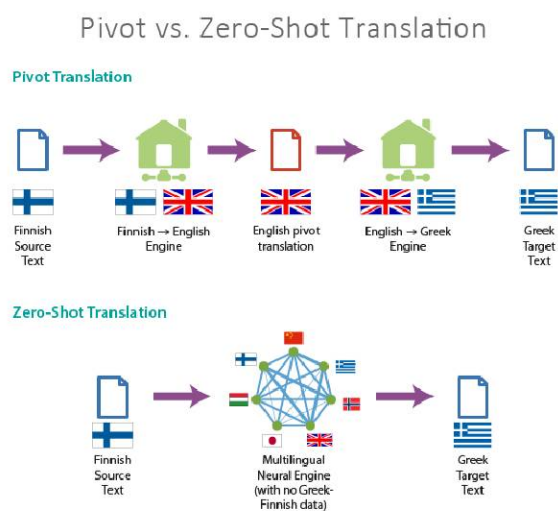 Pivot vs. Zero-Shot Translation
Pivot Translation
Finnish
Source
Text
Finnish → English
Engine
English pivot
translation
English → Greek
Engine
Greek
Target
Text
Zero-Shot Translation
Finnish
Source
Text
Multilingual
Neural Engine
(with no Greek-
Finnish data)
Greek
Target
Text